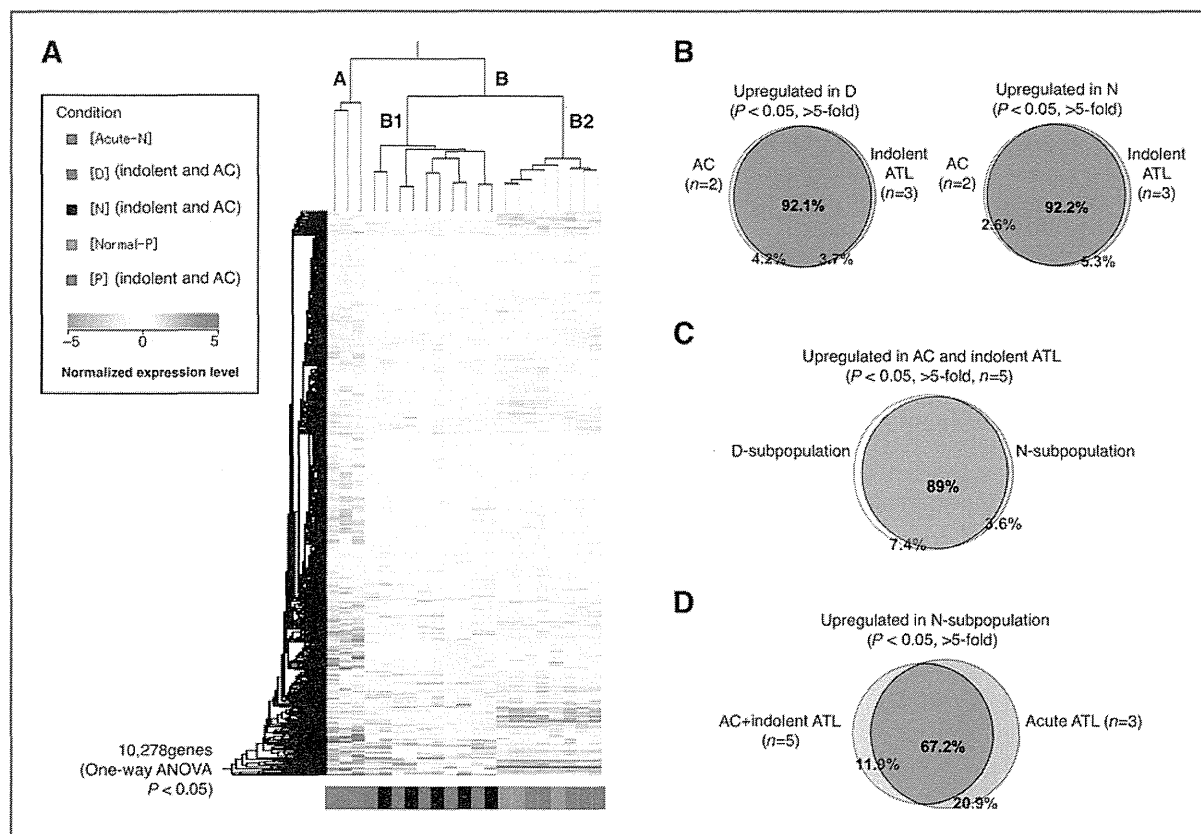 A
Condition
[Acute-N]
[D] (indolent and AC)
[N] (indolent and AC)
[Normal-P]
[P] (indolent and AC)
−5 0 5
Normalized expression level
A
B
B1
B2
10,278genes
(One-way ANOVA
P < 0.05)
B
Upregulated in D
(P < 0.05, >5-fold)
AC
(n=2)
Indolent
ATL
(n=3)
92.1%
4.2%
3.7%
Upregulated in N
(P < 0.05, >5-fold)
AC
(n=2)
Indolent
ATL
(n=3)
92.2%
2.6%
5.3%
C
Upregulated in AC and indolent ATL
(P < 0.05, >5-fold, n=5)
D-subpopulation
N-subpopulation
89%
7.4%
3.6%
D
Upregulated in N-subpopulation
(P < 0.05, >5-fold)
AC+indolent ATL
(n=5)
Acute ATL (n=3)
67.2%
11.9%
20.9%